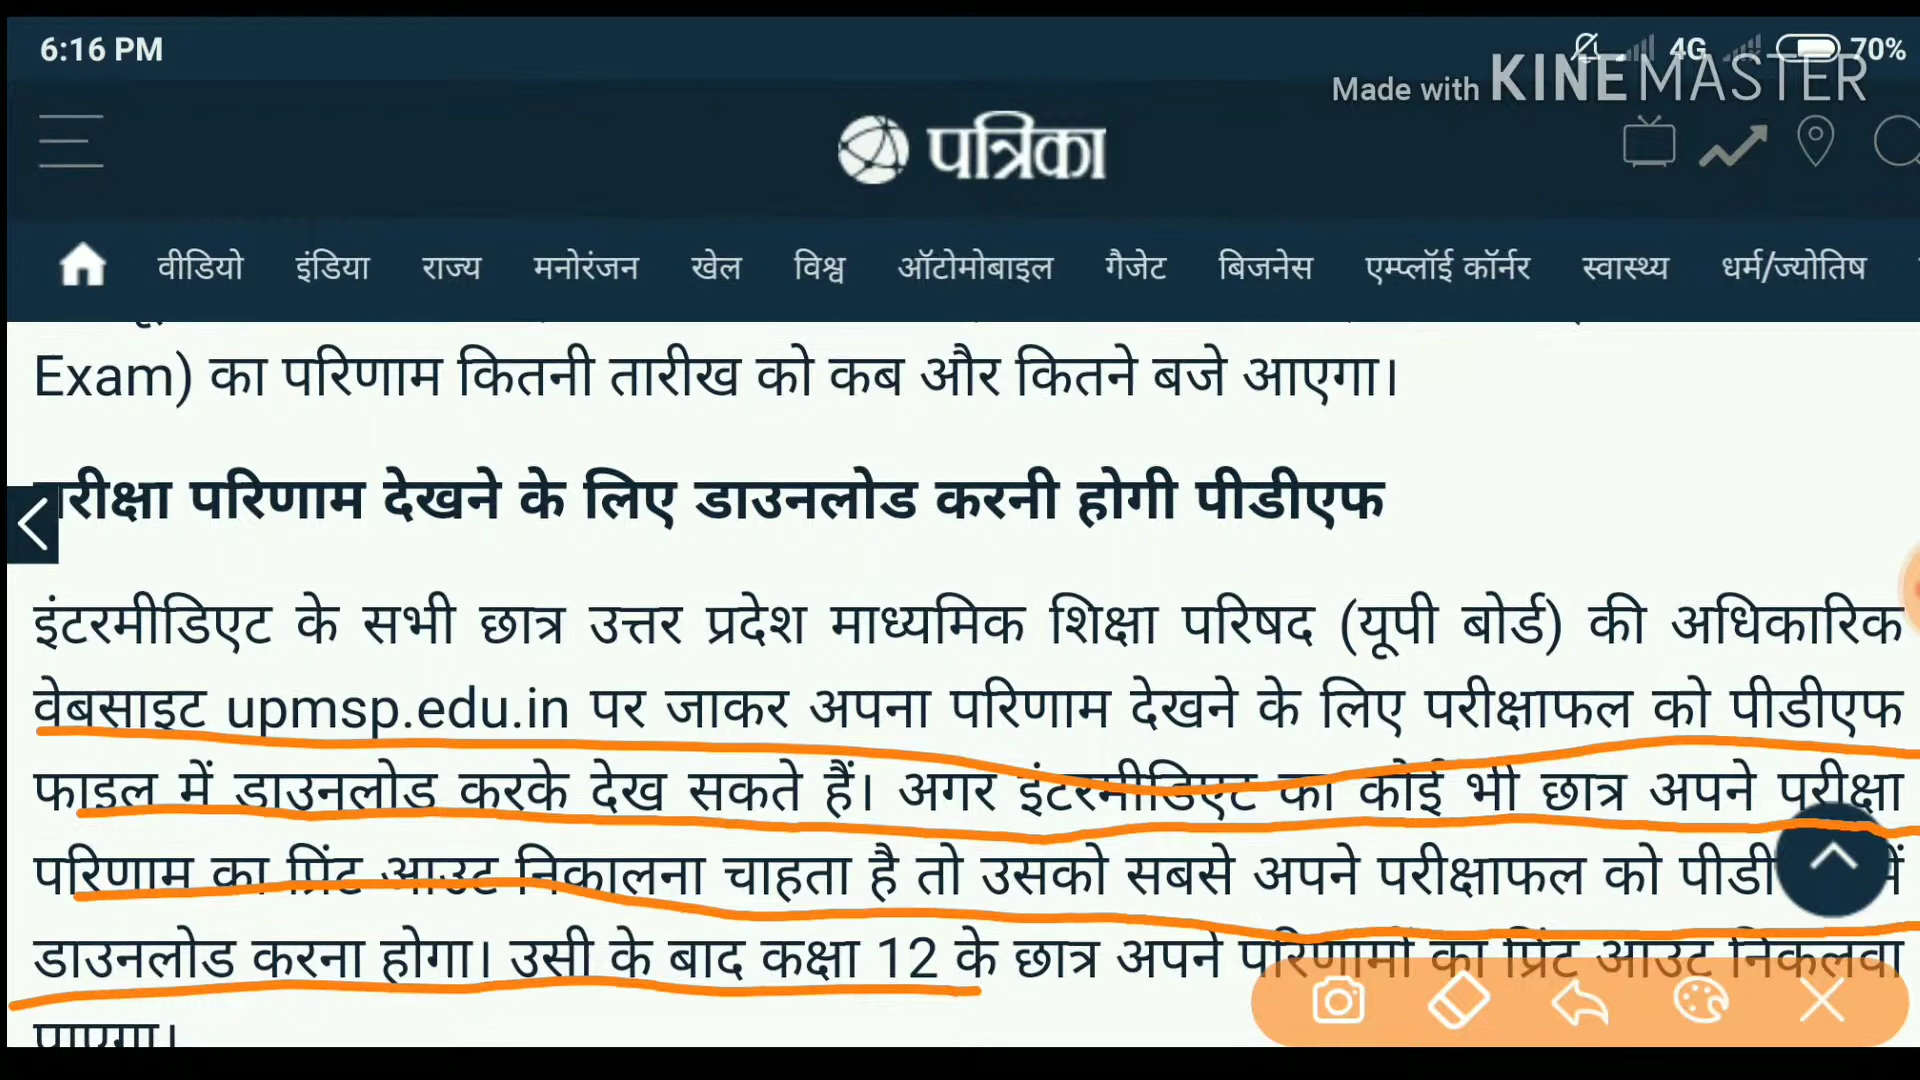 6:16 PM
4G
70%
Made with KINEMASTER
पत्रिका
वीडियो इंडिया राज्य मनोरंजन खेल विश्व ऑटोमोबाइल गैजेट बिजनेस एम्प्लॉई कॉर्नर स्वास्थ्य धर्म/ज्योतिष
Exam) का परिणाम कितनी तारीख को कब और कितने बजे आएगा।
परीक्षा परिणाम देखने के लिए डाउनलोड करनी होगी पीडीएफ
इंटरमीडिएट के सभी छात्र उत्तर प्रदेश माध्यमिक शिक्षा परिषद (यूपी बोर्ड) की अधिकारिक
वेबसाइट upmsp.edu.in पर जाकर अपना परिणाम देखने के लिए परीक्षाफल को पीडीएफ
फाइल में डाउनलोड करके देख सकते हैं। अगर इंटरमीडिएट का कोई भी छात्र अपने परीक्षा
परिणाम का प्रिंट आउट निकालना चाहता है तो उसको सबसे अपने परीक्षाफल को पीडी में
डाउनलोड करना होगा। उसी के बाद कक्षा 12 के छात्र अपने परिणामों का प्रिंट आउट निकलवा
पाएगा।